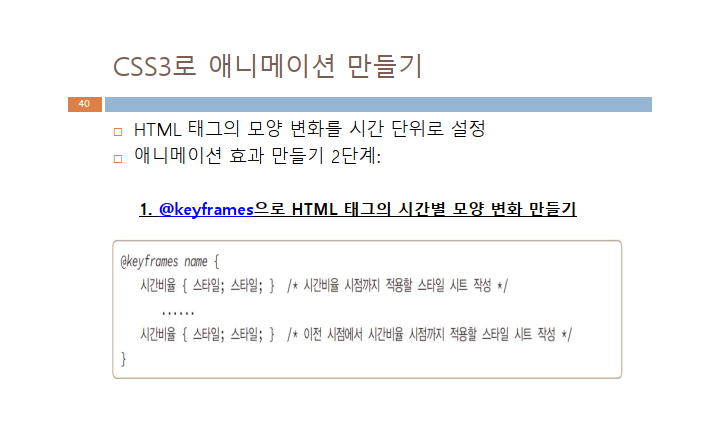 CSS3로 애니메이션 만들기
40
□ HTML 태그의 모양 변화를 시간 단위로 설정
□ 애니메이션 효과 만들기 2단계:
1. @keyframes으로 HTML 태그의 시간별 모양 변화 만들기
@keyframes name {
시간비율 { 스타일; 스타일; } /* 시간비율 시점까지 적용할 스타일 시트 작성 */
......
시간비율 { 스타일; 스타일; } /* 이전 시점에서 시간비율 시점까지 적용할 스타일 시트 작성 */
}